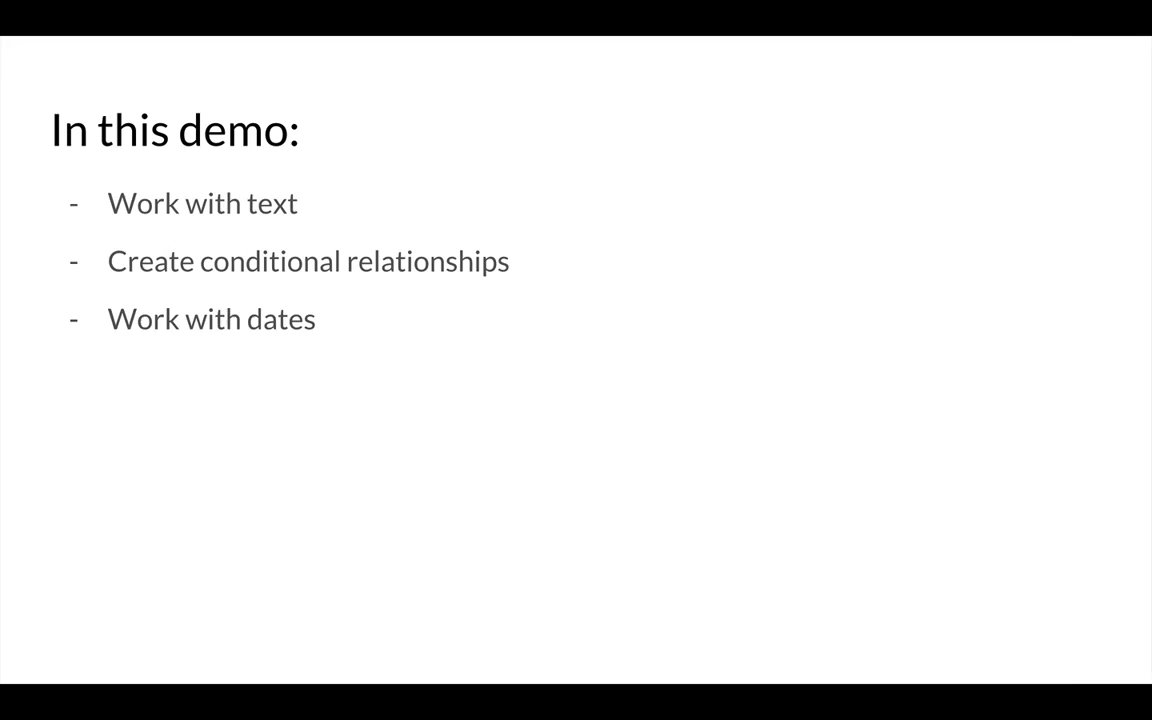 In this demo:
- Work with text
- Create conditional relationships
- Work with dates